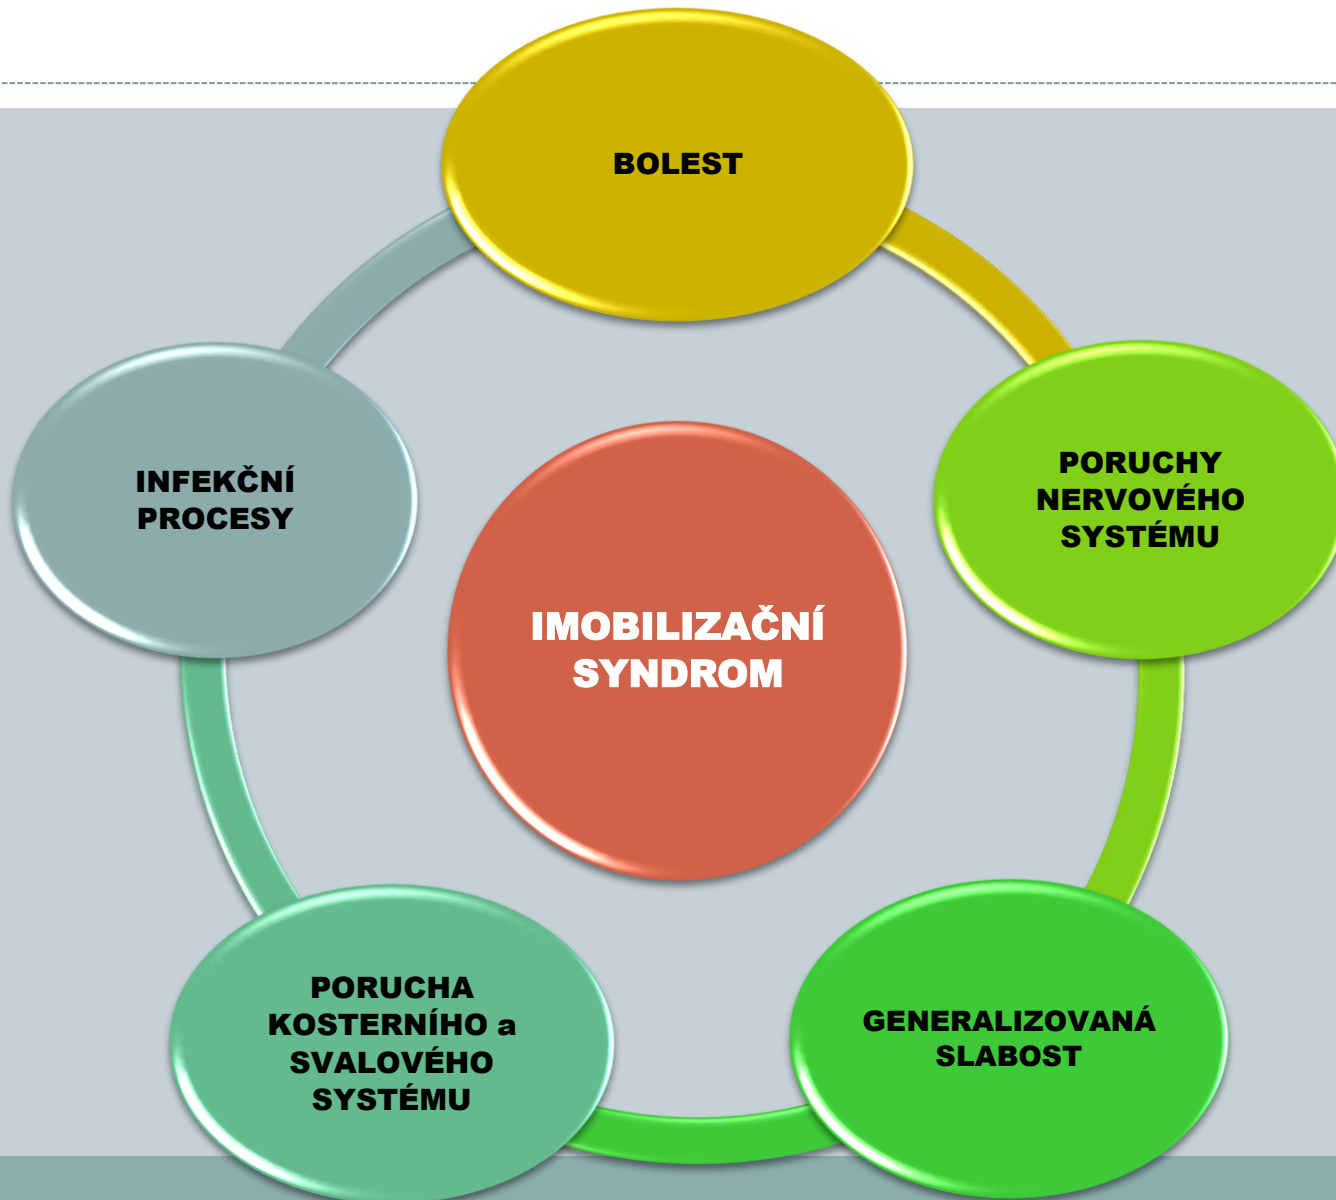 BOLEST
PORUCHY
NERVOVÉHO
SYSTÉMU
GENERALIZOVANÁ
SLABOST
PORUCHA
KOSTERNÍHO a
SVALOVÉHO
SYSTÉMU
INFEKČNÍ
PROCESY
IMOBILIZAČNÍ
SYNDROM